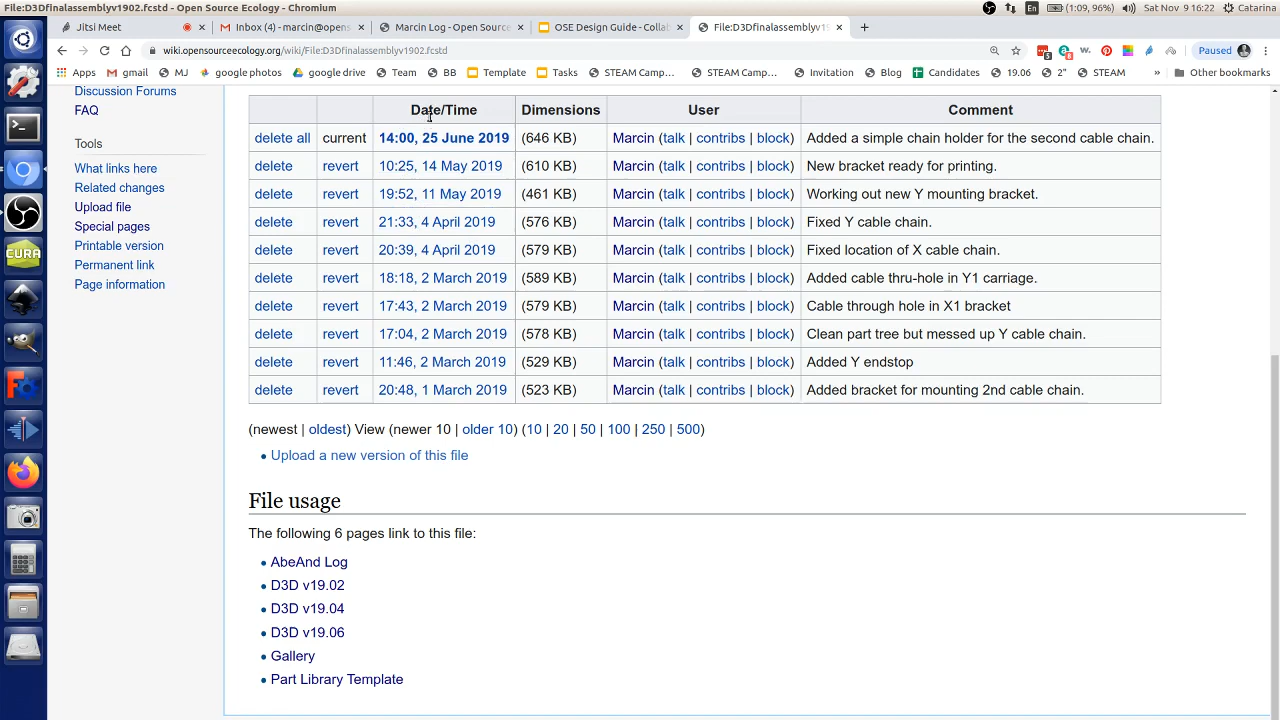 File:D3Dfinalassemblyv1902.fcstd - Open Source Ecology - Chromium
En (1:09, 96%) Sat Nov 9 16:22 Catarina
Jitsi Meet Inbox (4) - marcin@opens Marcin Log - Open Source OSE Design Guide - Collab File:D3Dfinalassemblyv1
wiki.opensourceecology.org/wiki/File:D3Dfinalassemblyv1902.fcstd Paused
Apps gmail MJ google photos google drive Team BB Template Tasks STEAM Camp... STEAM Camp... Invitation Blog Candidates 19.06 2" STEAM » Other bookmarks
Discussion Forums
FAQ
Tools
What links here
Related changes
Upload file
Special pages
Printable version
Permanent link
Page information
Date/Time Dimensions User Comment
delete all current 14:00, 25 June 2019 (646 KB) Marcin (talk | contribs | block) Added a simple chain holder for the second cable chain.
delete revert 10:25, 14 May 2019 (610 KB) Marcin (talk | contribs | block) New bracket ready for printing.
delete revert 19:52, 11 May 2019 (461 KB) Marcin (talk | contribs | block) Working out new Y mounting bracket.
delete revert 21:33, 4 April 2019 (576 KB) Marcin (talk | contribs | block) Fixed Y cable chain.
delete revert 20:39, 4 April 2019 (579 KB) Marcin (talk | contribs | block) Fixed location of X cable chain.
delete revert 18:18, 2 March 2019 (589 KB) Marcin (talk | contribs | block) Added cable thru-hole in Y1 carriage.
delete revert 17:43, 2 March 2019 (579 KB) Marcin (talk | contribs | block) Cable through hole in X1 bracket
delete revert 17:04, 2 March 2019 (578 KB) Marcin (talk | contribs | block) Clean part tree but messed up Y cable chain.
delete revert 11:46, 2 March 2019 (529 KB) Marcin (talk | contribs | block) Added Y endstop
delete revert 20:48, 1 March 2019 (523 KB) Marcin (talk | contribs | block) Added bracket for mounting 2nd cable chain.
(newest | oldest) View (newer 10 | older 10) (10 | 20 | 50 | 100 | 250 | 500)
Upload a new version of this file
File usage
The following 6 pages link to this file:
AbeAnd Log
D3D v19.02
D3D v19.04
D3D v19.06
Gallery
Part Library Template
CURA